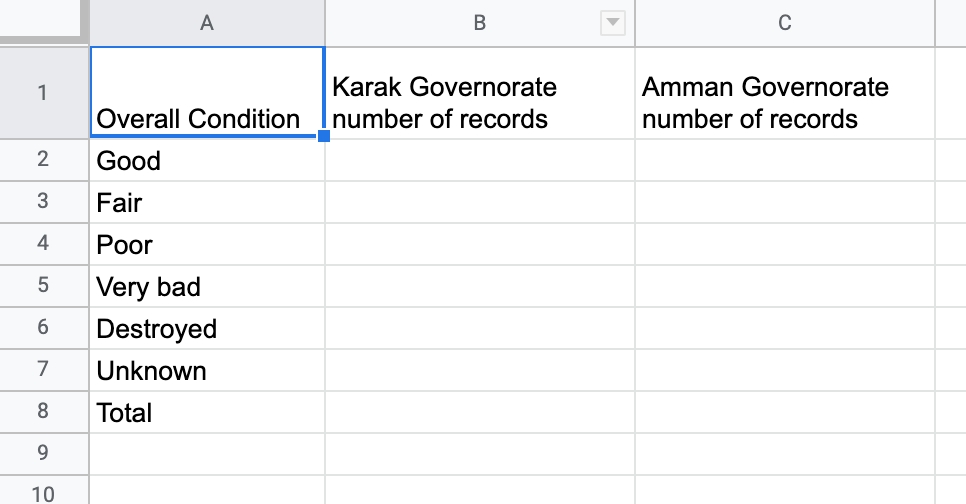 A B C
1 Overall Condition Karak Governorate number of records Amman Governorate number of records
2 Good
3 Fair
4 Poor
5 Very bad
6 Destroyed
7 Unknown
8 Total
9
10